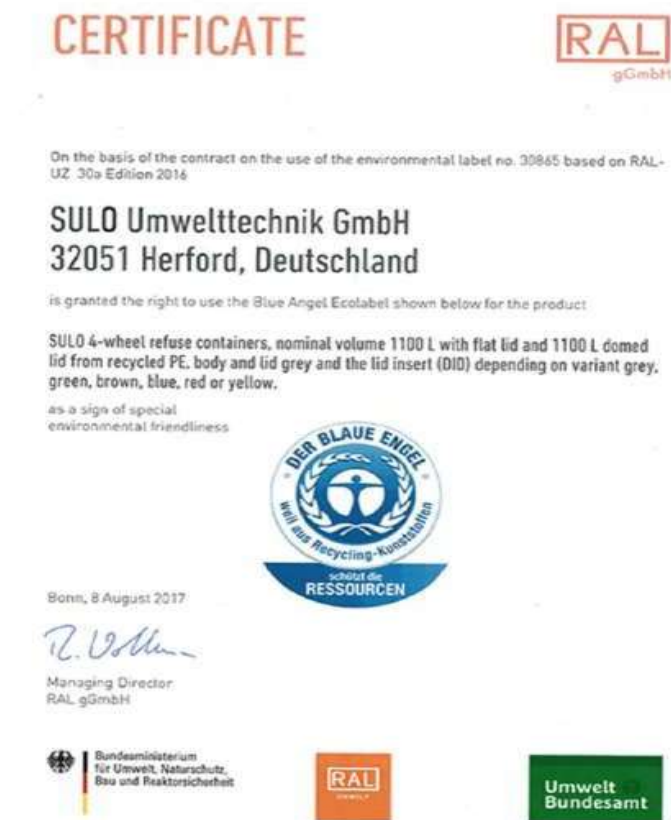 CERTIFICATE
RAL
gGmbH
On the basis of the contract on the use of the environmental label no. 30865 based on RAL-
UZ 30a Edition 2016
SULO Umwelttechnik GmbH
32051 Herford, Deutschland
is granted the right to use the Blue Angel Ecolabel shown below for the product
SULO 4-wheel refuse containers, nominal volume 1100 L with flat lid and 1100 L domed
lid from recycled PE, body and lid grey and the lid insert (DID) depending on variant grey,
green, brown, blue, red or yellow.
as a sign of special
environmental friendliness
DER BLAUE ENGEL
weil aus Recycling-Kunststoffen
schützt die
RESSOURCEN
Bonn, 8 August 2017
Managing Director
RAL gGmbH
Bundesministerium
für Umwelt, Naturschutz,
Bau und Reaktorsicherheit
RAL
UMWELT
Umwelt
Bundesamt